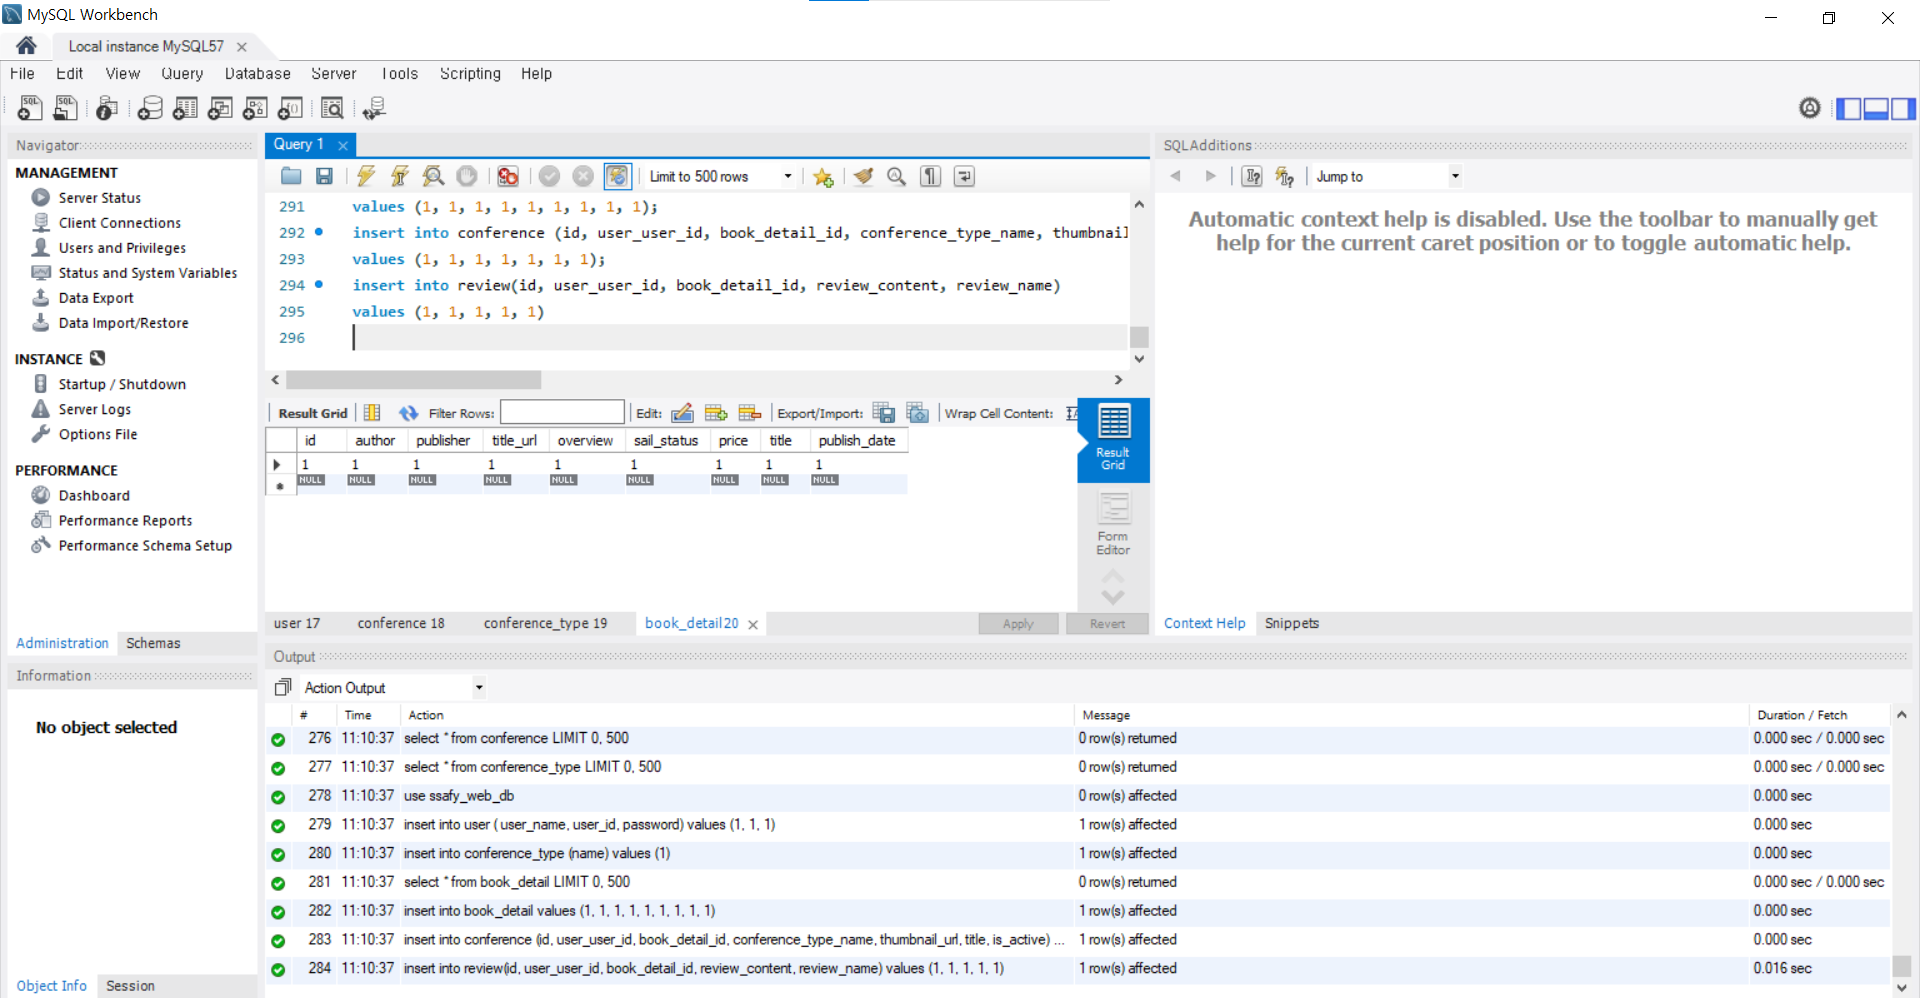 MySQL Workbench
Local instance MySQL57
File Edit View Query Database Server Tools Scripting Help
Navigator
MANAGEMENT
Server Status
Client Connections
Users and Privileges
Status and System Variables
Data Export
Data Import/Restore
INSTANCE
Startup / Shutdown
Server Logs
Options File
PERFORMANCE
Dashboard
Performance Reports
Performance Schema Setup
Administration Schemas
Information
No object selected
Object Info Session
Query 1
Limit to 500 rows
291 values (1, 1, 1, 1, 1, 1, 1, 1, 1);
292 insert into conference (id, user_user_id, book_detail_id, conference_type_name, thumbnail
293 values (1, 1, 1, 1, 1, 1, 1);
294 insert into review(id, user_user_id, book_detail_id, review_content, review_name)
295 values (1, 1, 1, 1, 1)
296
Result Grid Filter Rows: Edit: Export/Import: Wrap Cell Content:
id author publisher title_url overview sail_status price title publish_date
1 1 1 1 1 1 1 1 1
NULL NULL NULL NULL NULL NULL NULL NULL NULL
Result
Grid
Form
Editor
user 17 conference 18 conference_type 19 book_detail20 Apply Revert
SQLAdditions
Jump to
Automatic context help is disabled. Use the toolbar to manually get
help for the current caret position or to toggle automatic help.
Context Help Snippets
Output
Action Output
# Time Action Message Duration / Fetch
276 11:10:37 select * from conference LIMIT 0, 500 0 row(s) returned 0.000 sec / 0.000 sec
277 11:10:37 select * from conference_type LIMIT 0, 500 0 row(s) returned 0.000 sec / 0.000 sec
278 11:10:37 use ssafy_web_db 0 row(s) affected 0.000 sec
279 11:10:37 insert into user ( user_name, user_id, password) values (1, 1, 1) 1 row(s) affected 0.000 sec
280 11:10:37 insert into conference_type (name) values (1) 1 row(s) affected 0.000 sec
281 11:10:37 select * from book_detail LIMIT 0, 500 0 row(s) returned 0.000 sec / 0.000 sec
282 11:10:37 insert into book_detail values (1, 1, 1, 1, 1, 1, 1, 1, 1) 1 row(s) affected 0.000 sec
283 11:10:37 insert into conference (id, user_user_id, book_detail_id, conference_type_name, thumbnail_url, title, is_active) ... 1 row(s) affected 0.000 sec
284 11:10:37 insert into review(id, user_user_id, book_detail_id, review_content, review_name) values (1, 1, 1, 1, 1) 1 row(s) affected 0.016 sec